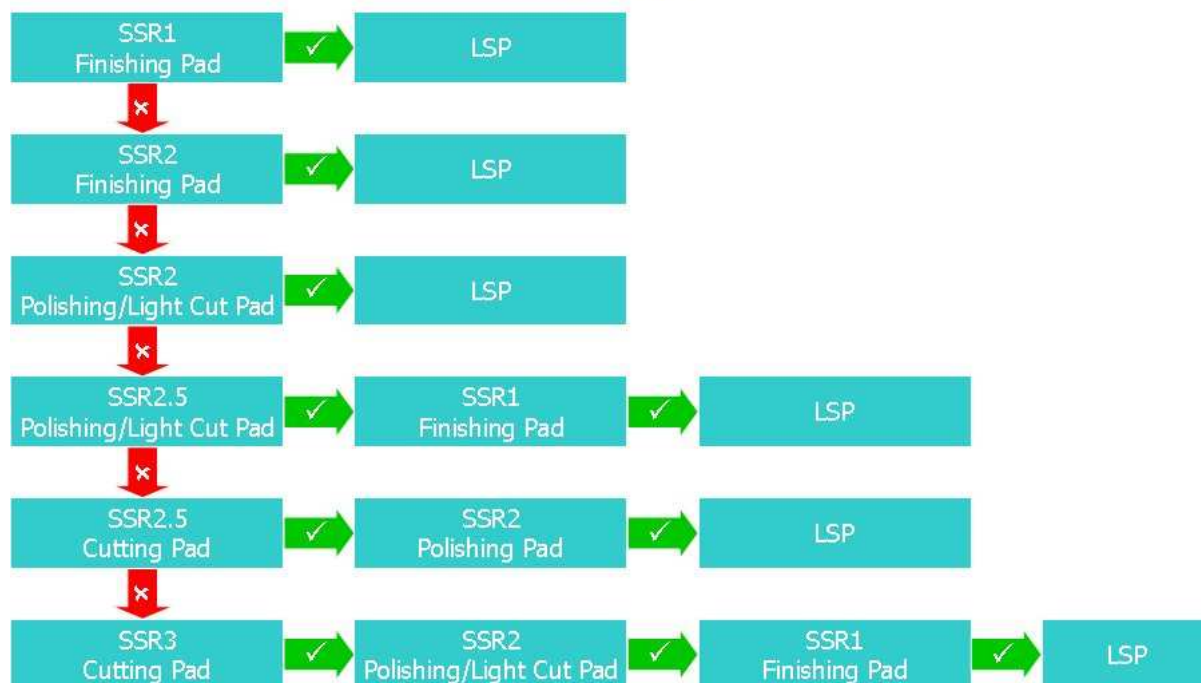 SSR1
Finishing Pad
LSP
SSR2
Finishing Pad
LSP
SSR2
Polishing/Light Cut Pad
LSP
SSR2.5
Polishing/Light Cut Pad
SSR1
Finishing Pad
LSP
SSR2.5
Cutting Pad
SSR2
Polishing Pad
LSP
SSR3
Cutting Pad
SSR2
Polishing/Light Cut Pad
SSR1
Finishing Pad
LSP